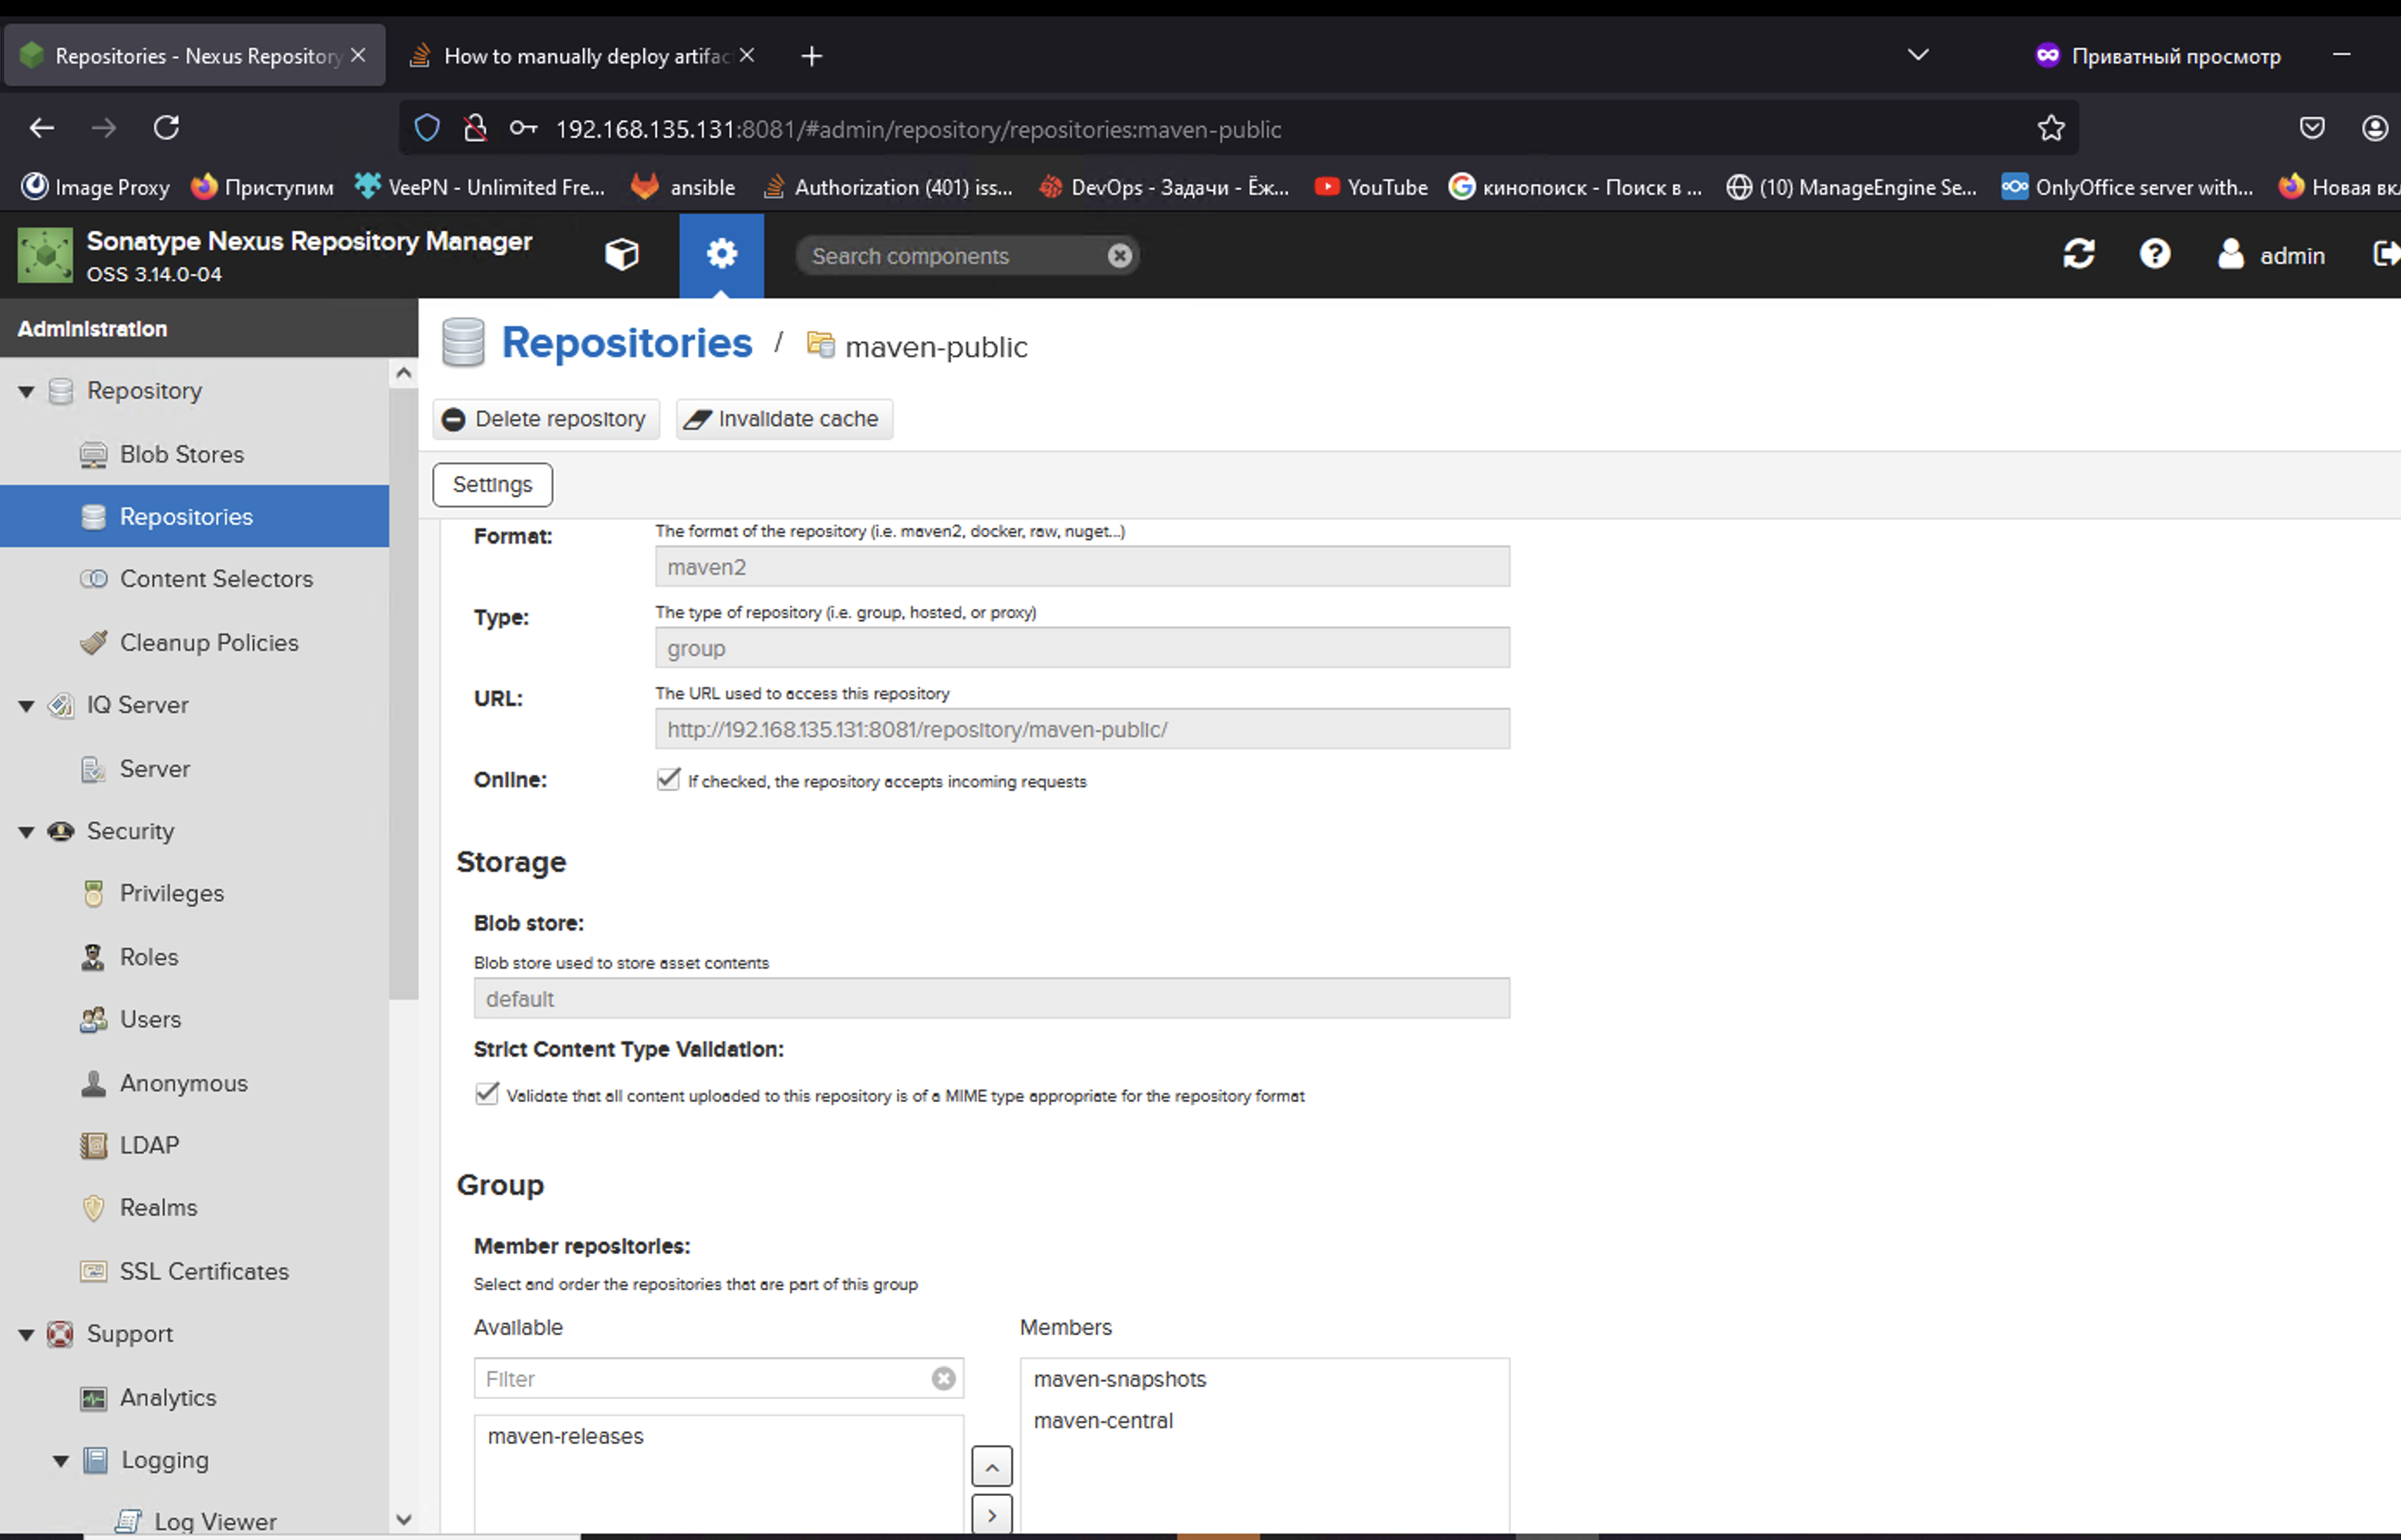 Repositories - Nexus Repository
How to manually deploy artifac
Приватный просмотр
192.168.135.131:8081/#admin/repository/repositories:maven-public
Image Proxy
Приступим
VeePN - Unlimited Fre...
ansible
Authorization (401) iss...
DevOps - Задачи - Ёж...
YouTube
кинопоиск - Поиск в ...
(10) ManageEngine Se...
OnlyOffice server with...
Новая вк
Sonatype Nexus Repository Manager
OSS 3.14.0-04
Search components
admin
Administration
Repository
Blob Stores
Repositories
Content Selectors
Cleanup Policies
IQ Server
Server
Security
Privileges
Roles
Users
Anonymous
LDAP
Realms
SSL Certificates
Support
Analytics
Logging
Log Viewer
Repositories / maven-public
Delete repository
Invalidate cache
Settings
Format:
The format of the repository (i.e. maven2, docker, raw, nuget...)
maven2
Type:
The type of repository (i.e. group, hosted, or proxy)
group
URL:
The URL used to access this repository
http://192.168.135.131:8081/repository/maven-public/
Online:
If checked, the repository accepts incoming requests
Storage
Blob store:
Blob store used to store asset contents
default
Strict Content Type Validation:
Validate that all content uploaded to this repository is of a MIME type appropriate for the repository format
Group
Member repositories:
Select and order the repositories that are part of this group
Available
Members
Filter
maven-releases
maven-snapshots
maven-central